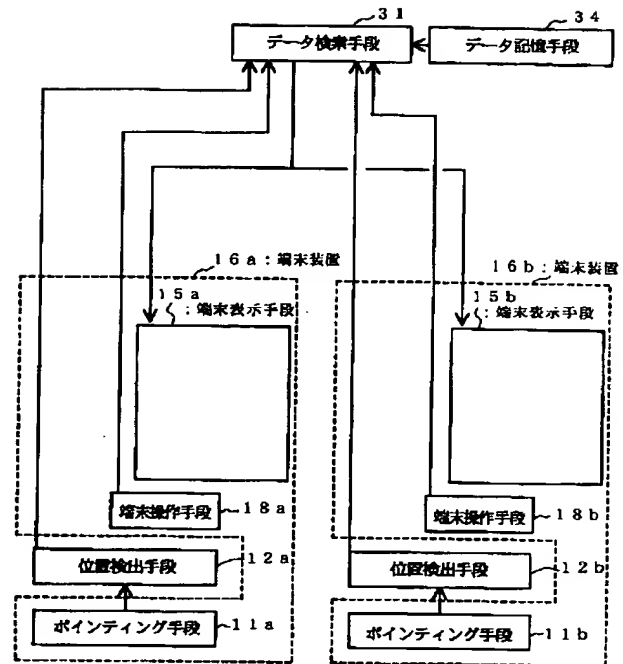 31
データ検索手段
34
データ記憶手段
16a:端末装置
15a
:端末表示手段
16b:端末装置
15b
:端末表示手段
端末操作手段
18a
端末操作手段
18b
位置検出手段
12a
位置検出手段
12b
ポインティング手段
11a
ポインティング手段
11b